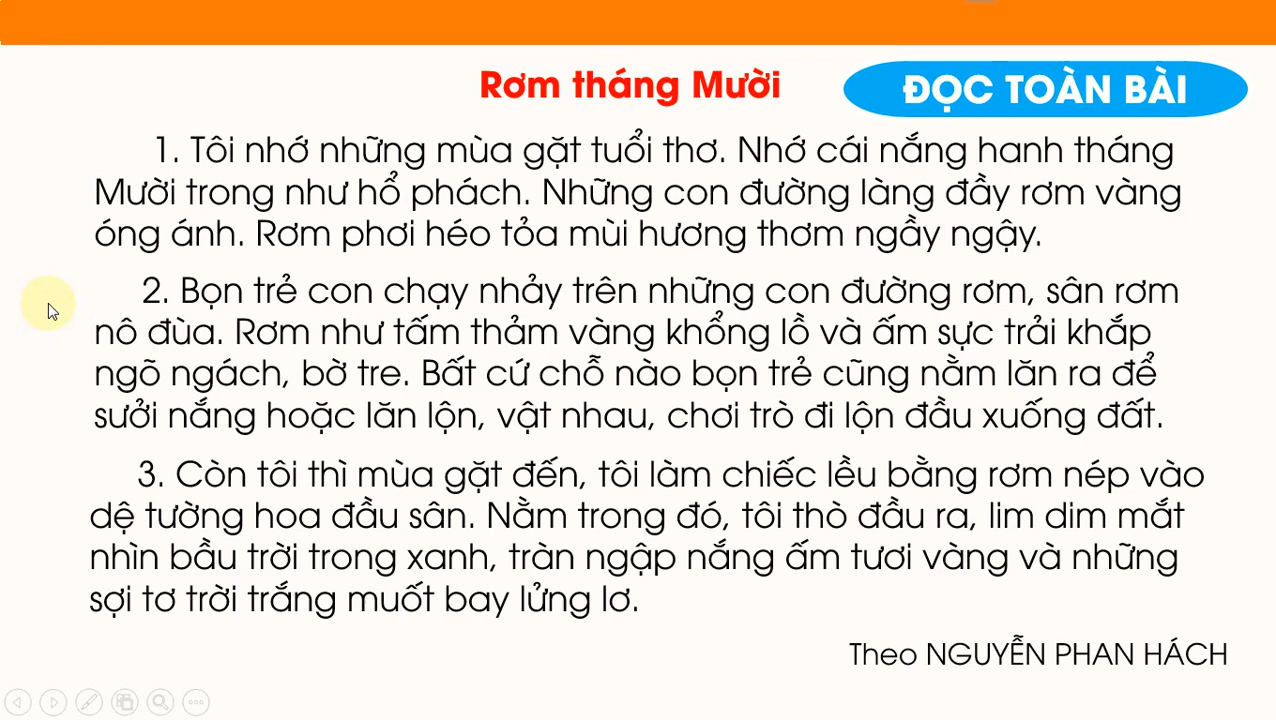 Rơm tháng Mười
ĐỌC TOÀN BÀI
1. Tôi nhớ những mùa gặt tuổi thơ. Nhớ cái nắng hanh tháng
Mười trong như hổ phách. Những con đường làng đầy rơm vàng
óng ánh. Rơm phơi héo tỏa mùi hương thơm ngầy ngậy.
2. Bọn trẻ con chạy nhảy trên những con đường rơm, sân rơm
nô đùa. Rơm như tấm thảm vàng khổng lồ và ấm sực trải khắp
ngõ ngách, bờ tre. Bất cứ chỗ nào bọn trẻ cũng nằm lăn ra để
sưởi nắng hoặc lăn lộn, vật nhau, chơi trò đi lộn đầu xuống đất.
3. Còn tôi thì mùa gặt đến, tôi làm chiếc lều bằng rơm nép vào
dệ tường hoa đầu sân. Nằm trong đó, tôi thò đầu ra, lim dim mắt
nhìn bầu trời trong xanh, tràn ngập nắng ấm tươi vàng và những
sợi tơ trời trắng muốt bay lửng lơ.
Theo NGUYỄN PHAN HÁCH